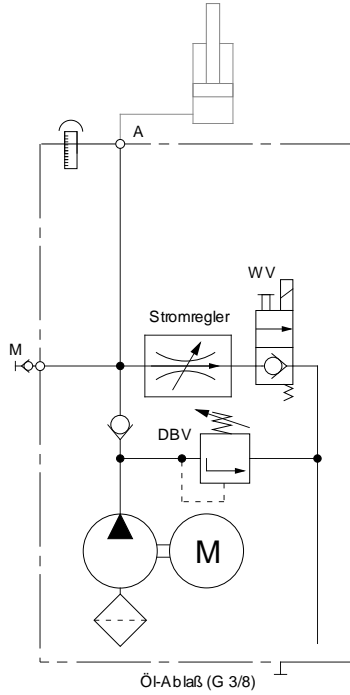 A
WV
Stromregler
M
DBV
M
Öl-Ablaß (G 3/8)